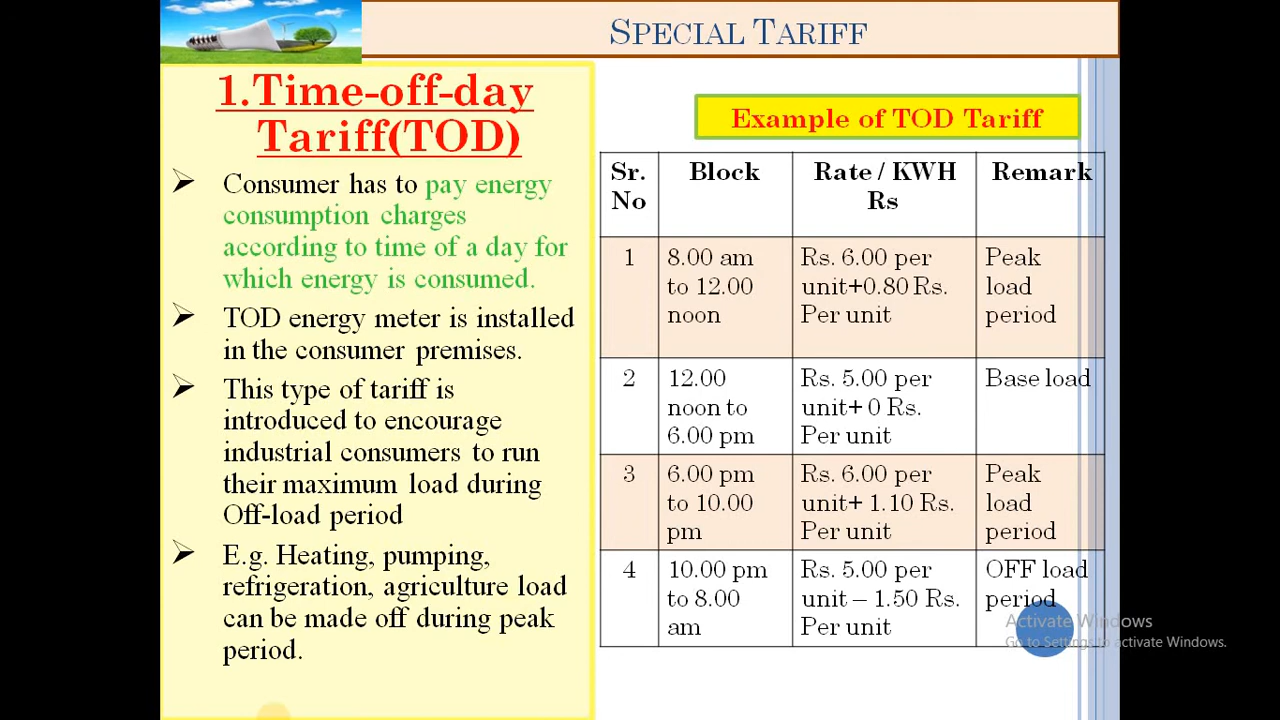 SPECIAL TARIFF
1.Time-off-day
Tariff(TOD)
Consumer has to pay energy
consumption charges
according to time of a day for
which energy is consumed.
TOD energy meter is installed
in the consumer premises.
This type of tariff is
introduced to encourage
industrial consumers to run
their maximum load during
Off-load period
E.g. Heating, pumping,
refrigeration, agriculture load
can be made off during peak
period.
Example of TOD Tariff
Sr. Block Rate / KWH Remark
No Rs
1 8.00 am Rs. 6.00 per Peak
to 12.00 unit+0.80 Rs. load
noon Per unit period
2 12.00 Rs. 5.00 per Base load
noon to unit+ 0 Rs.
6.00 pm Per unit
3 6.00 pm Rs. 6.00 per Peak
to 10.00 unit+ 1.10 Rs. load
pm Per unit period
4 10.00 pm Rs. 5.00 per OFF load
to 8.00 unit – 1.50 Rs. period
am Per unit
Activate Windows
Go to Settings to activate Windows.